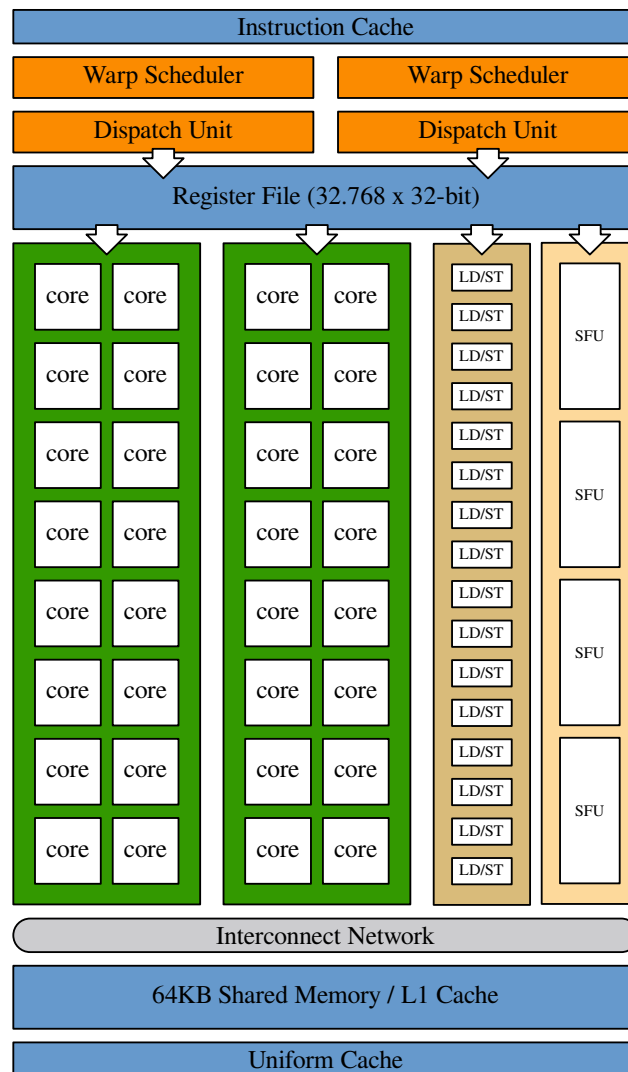 Instruction Cache
Warp Scheduler Warp Scheduler
Dispatch Unit Dispatch Unit
Register File (32.768 x 32-bit)
LD/ST
core core core core
SFU
LD/ST
LD/ST
core core core core
LD/ST
LD/ST
core core core core
LD/ST
SFU
LD/ST
core core core core
LD/ST
LD/ST
core core core core
LD/ST
SFU
LD/ST
core core core core
LD/ST
LD/ST
core core core core
LD/ST
SFU
LD/ST
core core core core
LD/ST
Interconnect Network
64KB Shared Memory / L1 Cache
Uniform Cache